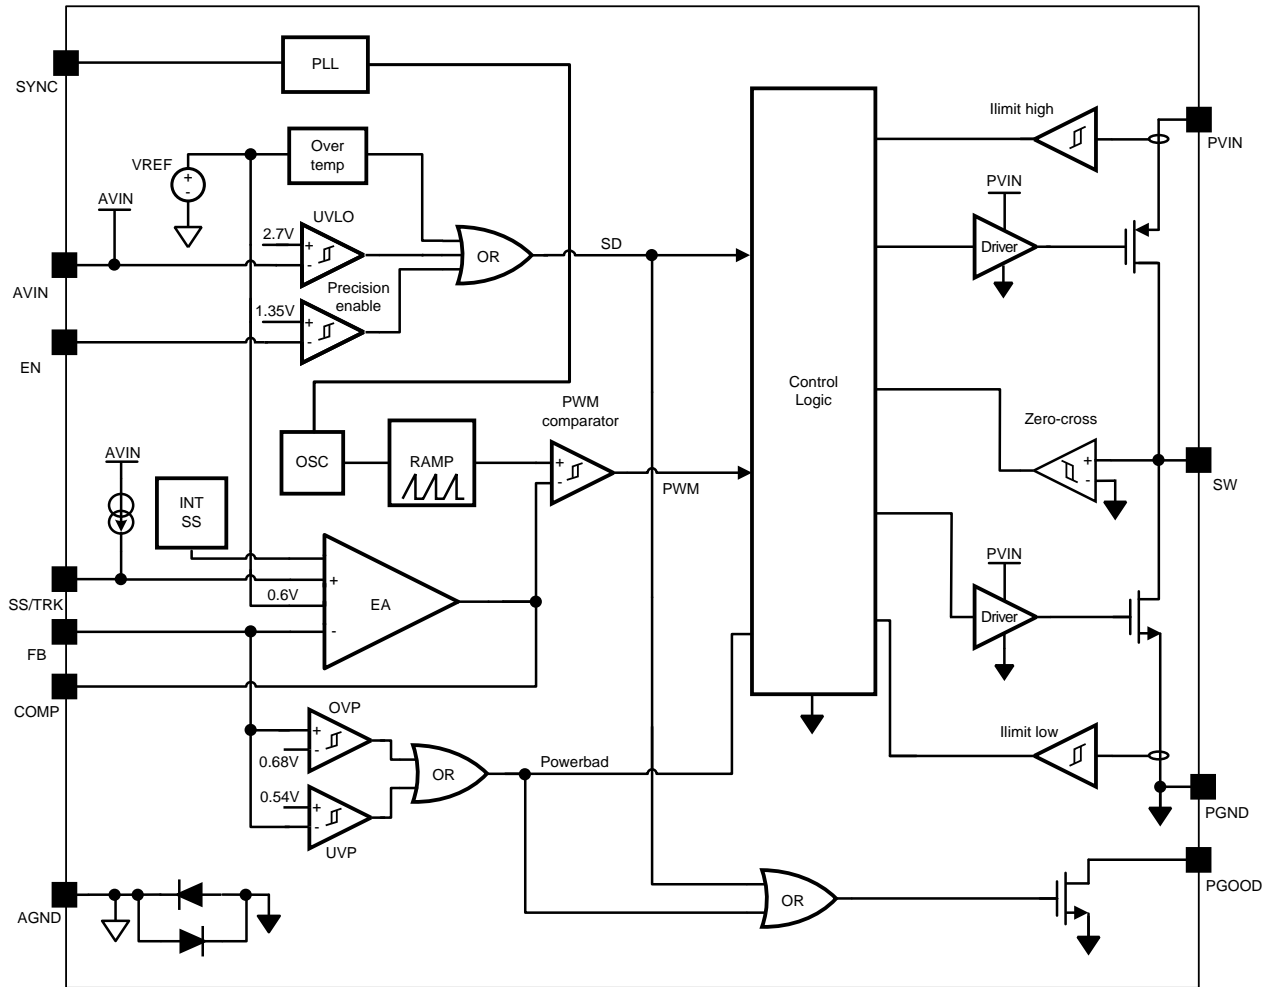 SYNC
PLL
Ilimit high
PVIN
Over
temp
VREF
+
-
AVIN
PVIN
UVLO
2.7V
+
-
OR
SD
Driver
AVIN
Precision
enable
1.35V
+
-
EN
Control
Logic
PWM
comparator
Zero-cross
AVIN
OSC
RAMP
+
-
+
-
SW
PWM
INT
SS
PVIN
SS/TRK
+
0.6V
EA
-
Driver
FB
COMP
OVP
+
-
0.68V
Ilimit low
OR
Powerbad
0.54V
+
-
UVP
PGND
PGOOD
AGND
OR